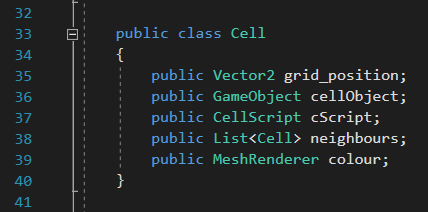 32
33 public class Cell
34 {
35 public Vector2 grid_position;
36 public GameObject cellObject;
37 public CellScript cScript;
38 public List<Cell> neighbours;
39 public MeshRenderer colour;
40 }
41